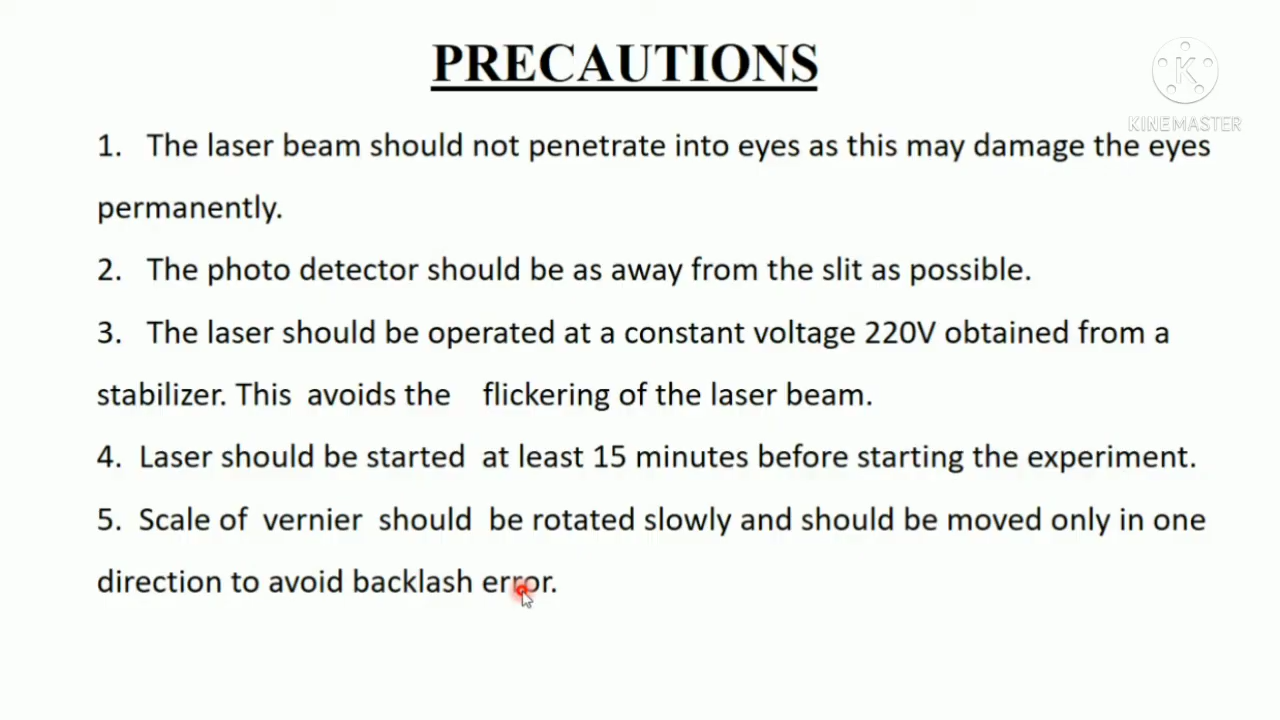 PRECAUTIONS
K
KINEMASTER
1. The laser beam should not penetrate into eyes as this may damage the eyes
permanently.
2. The photo detector should be as away from the slit as possible.
3. The laser should be operated at a constant voltage 220V obtained from a
stabilizer. This avoids the flickering of the laser beam.
4. Laser should be started at least 15 minutes before starting the experiment.
5. Scale of vernier should be rotated slowly and should be moved only in one
direction to avoid backlash error.